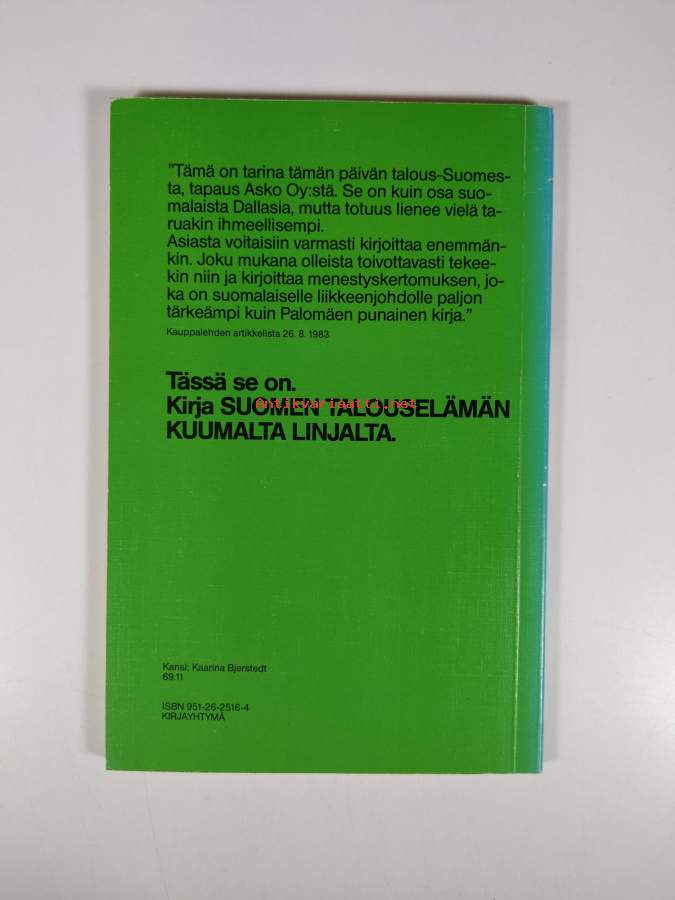 "Tämä on tarina tämän päivän talous-Suomes-
ta, tapaus Asko Oy:stä. Se on kuin osa suo-
malaista Dallasia, mutta totuus lienee vielä ta-
ruakin ihmeellisempi.
Asiasta voitaisiin varmasti kirjoittaa enemmän-
kin. Joku mukana olleista toivottavasti tekee-
kin niin ja kirjoittaa menestyskertomuksen, jo-
ka on suomalaiselle liikkeenjohdolle paljon
tärkeämpi kuin Palomäen punainen kirja."
Kauppalehden artikkelista 26. 8. 1983
Tässä se on.
Kirja SUOMEN TALOUSELÄMÄN
Antikvariaatti.net
KUUMALTA LINJALTA.
Kansi: Kaarina Bjerstedt
69.11
ISBN 951-26-2516-4
KIRJAYHTYMÄ